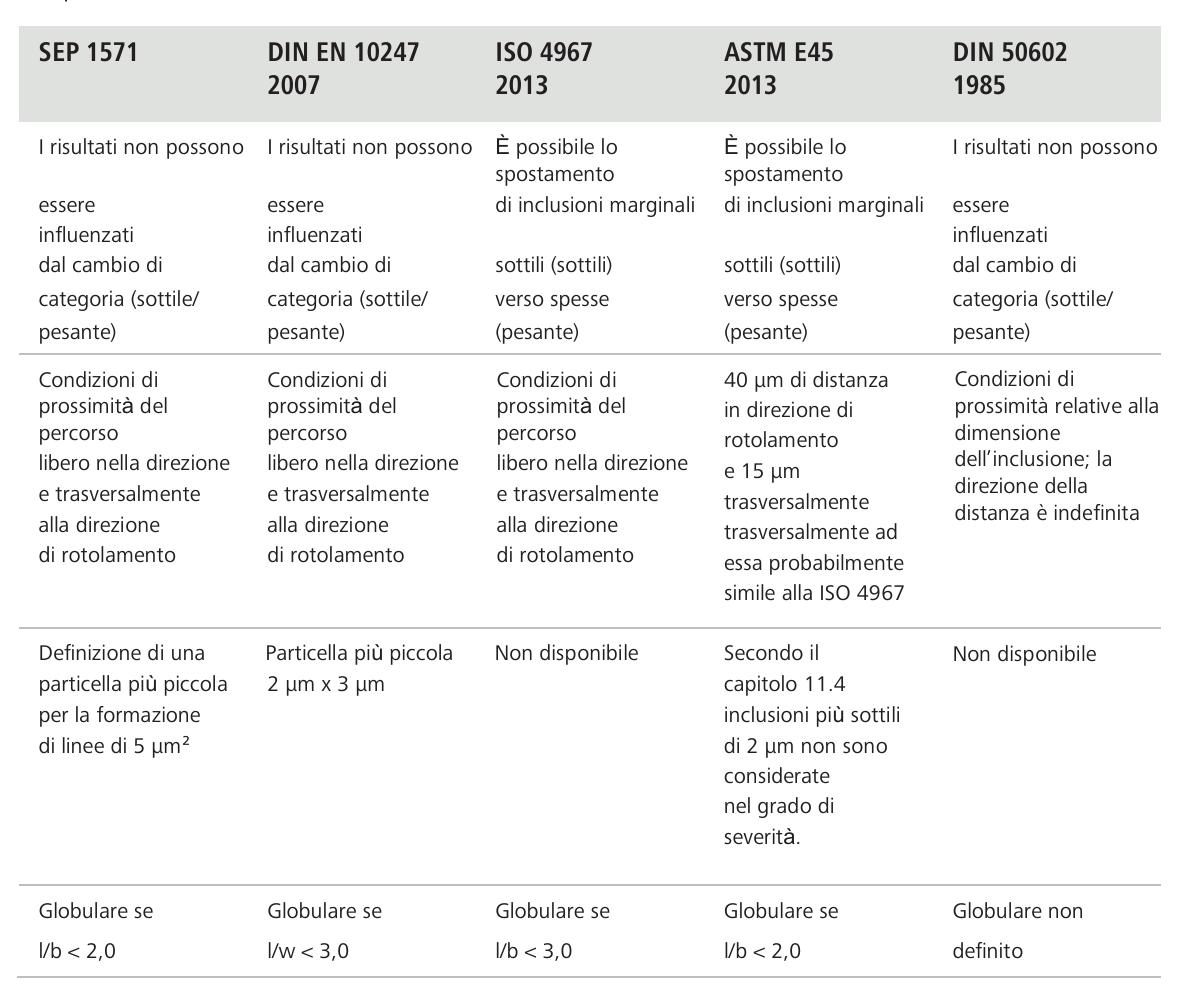 SEP 1571
DIN EN 10247
2007
ISO 4967
2013
ASTM E45
2013
DIN 50602
1985
I risultati non possono
essere
influenzati
dal cambio di
categoria (sottile/
pesante)
I risultati non possono
essere
influenzati
dal cambio di
categoria (sottile/
pesante)
È possibile lo
spostamento
di inclusioni marginali
sottili (sottili)
verso spesse
(pesante)
È possibile lo
spostamento
di inclusioni marginali
sottili (sottili)
verso spesse
(pesante)
I risultati non possono
essere
influenzati
dal cambio di
categoria (sottile/
pesante)
Condizioni di
prossimità del
percorso
libero nella direzione
e trasversalmente
alla direzione
di rotolamento
Condizioni di
prossimità del
percorso
libero nella direzione
e trasversalmente
alla direzione
di rotolamento
Condizioni di
prossimità del
percorso
libero nella direzione
e trasversalmente
alla direzione
di rotolamento
40 µm di distanza
in direzione di
rotolamento
e 15 µm
trasversalmente
trasversalmente ad
essa probabilmente
simile alla ISO 4967
Condizioni di
prossimità relative alla
dimensione
dell'inclusione; la
direzione della
distanza è indefinita
Definizione di una
particella più piccola
per la formazione
di linee di 5 µm²
Particella più piccola
2 µm x 3 µm
Non disponibile
Secondo il
capitolo 11.4
inclusioni più sottili
di 2 µm non sono
considerate
nel grado di
severità.
Non disponibile
Globulare se
l/b < 2,0
Globulare se
l/w < 3,0
Globulare se
l/b < 3,0
Globulare se
l/b < 2,0
Globulare non
definito